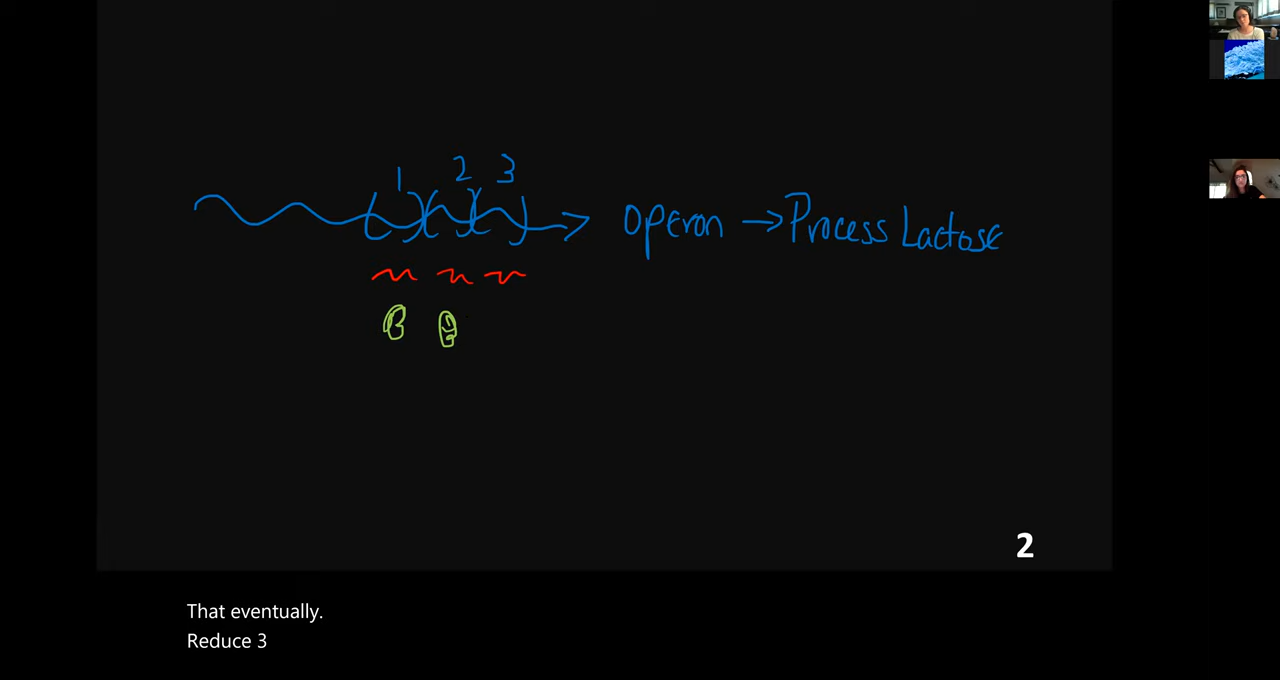 1 2 3
Operon → Process Lactose
2
That eventually.
Reduce 3